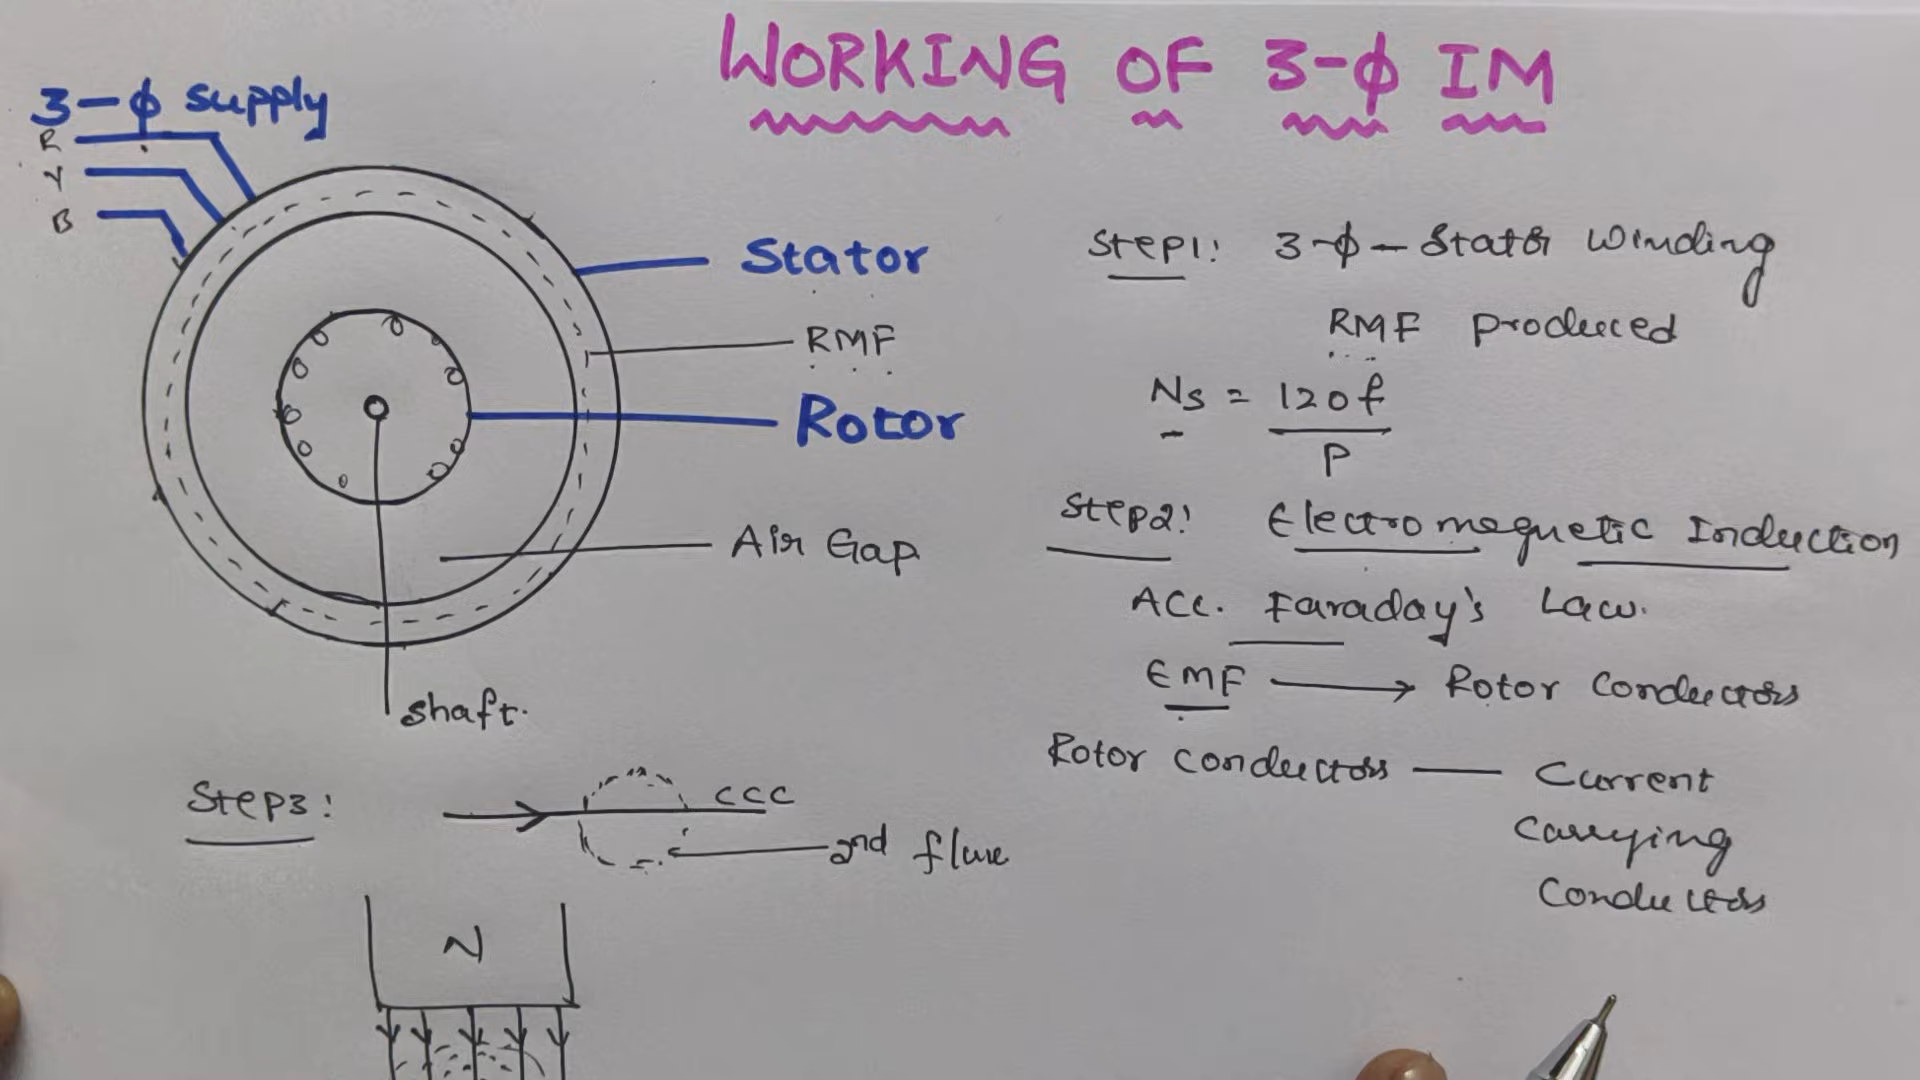 WORKING OF 3-ϕ IM
3-ϕ supply
R
Y
B
Stator
RMF
Rotor
Air Gap
shaft.
Step1: 3-ϕ - Stator Winding
RMF produced
Ns = 120f
P
Step2: Electromagnetic Induction
Acc. Faraday's Law.
EMF → Rotor Conductors
Rotor conductors — Current
Carrying
Conductors
Step3:
CCC
2nd flux
N